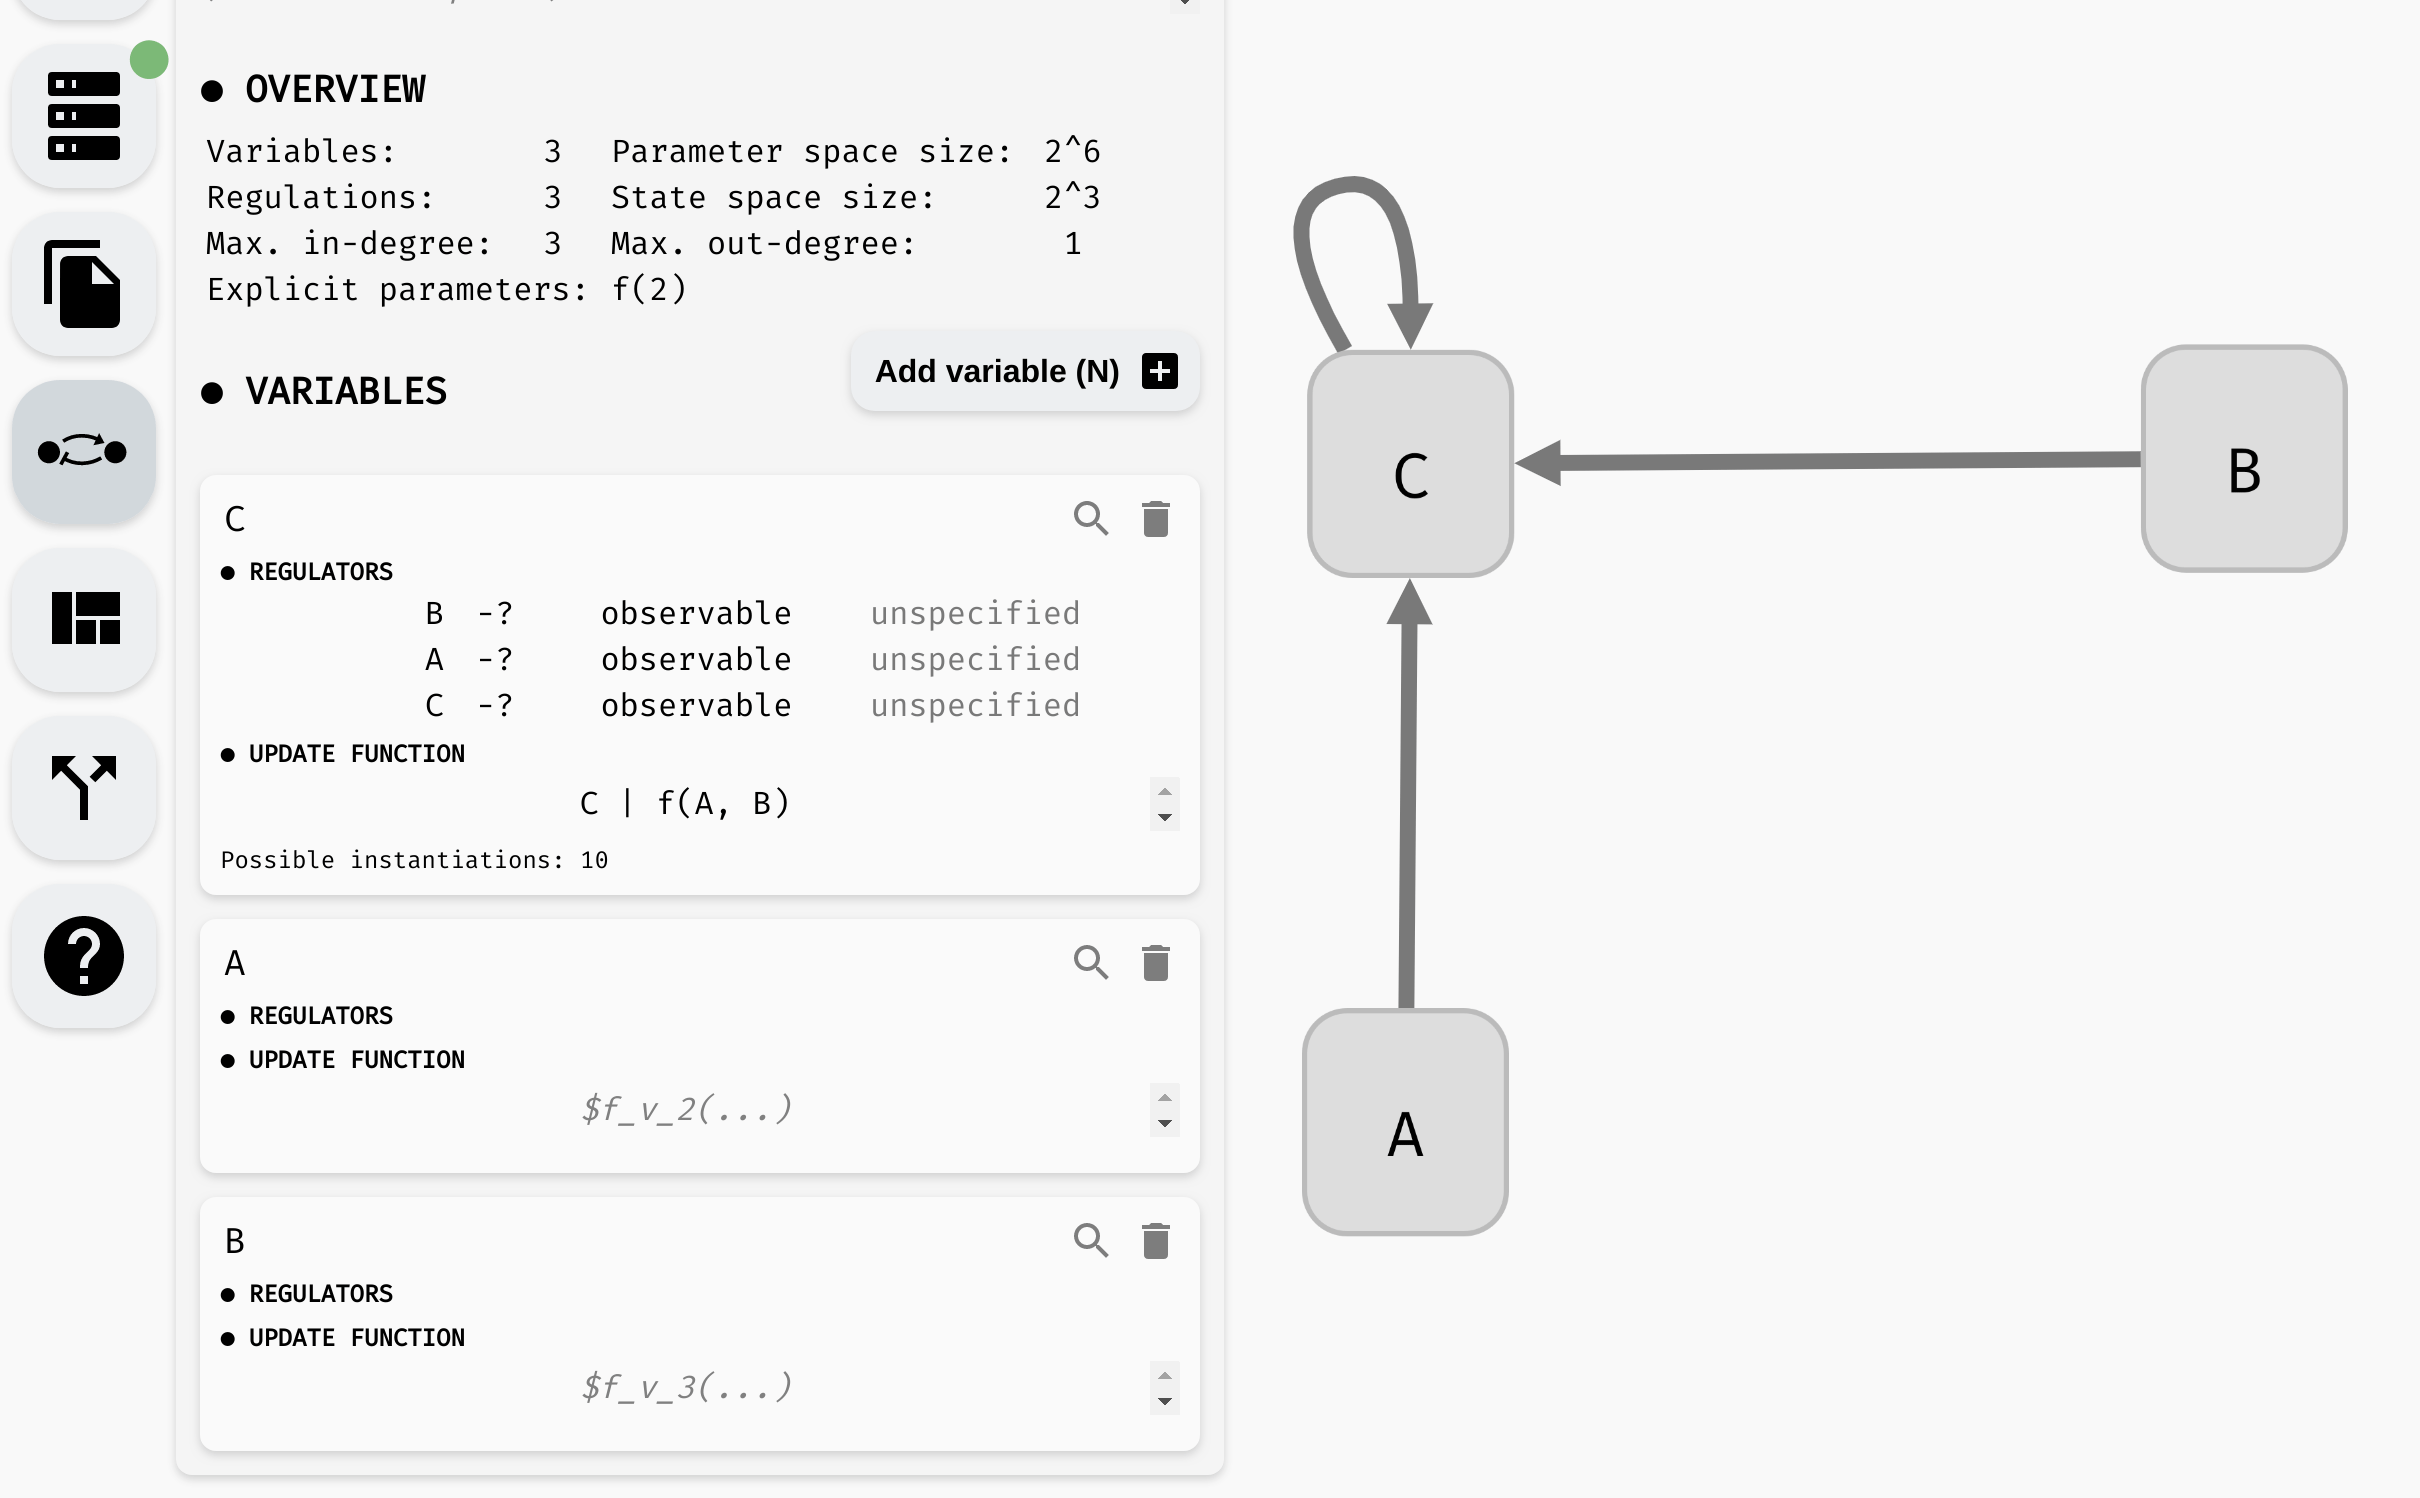 ● OVERVIEW
Variables: 3 Parameter space size: 2^6
Regulations: 3 State space size: 2^3
Max. in-degree: 3 Max. out-degree: 1
Explicit parameters: f(2)
● VARIABLES
Add variable (N)
C
● REGULATORS
B -? observable unspecified
A -? observable unspecified
C -? observable unspecified
● UPDATE FUNCTION
C | f(A, B)
Possible instantiations: 10
A
● REGULATORS
● UPDATE FUNCTION
$f_v_2(...)
B
● REGULATORS
● UPDATE FUNCTION
$f_v_3(...)
C
B
A